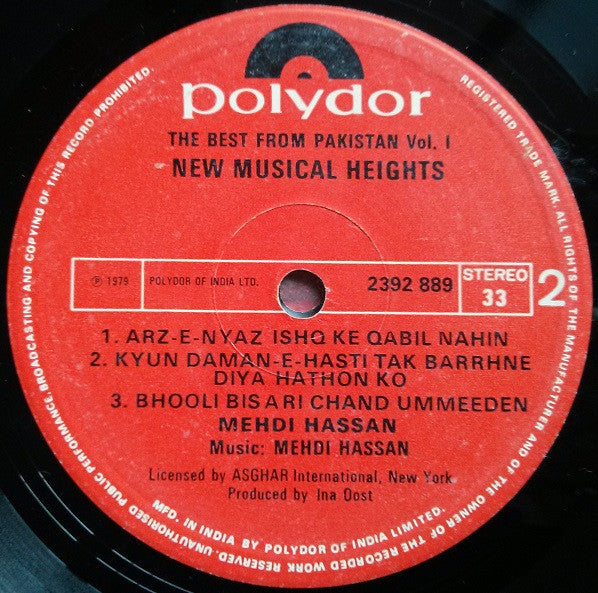 polydor
THE BEST FROM PAKISTAN Vol. I
NEW MUSICAL HEIGHTS
℗ 1979
POLYDOR OF INDIA LTD.
2392 889
STEREO
33
2
1. ARZ-E-NYAZ ISHQ KE QABIL NAHIN
2. KYUN DAMAN-E-HASTI TAK BARRHNE
DIYA HATHON KO
3. BHOOLI BISARI CHAND UMMEEDEN
MEHDI HASSAN
Music: MEHDI HASSAN
Licensed by ASGHAR International, New York.
Produced by Ina Oost
MFD. IN INDIA BY POLYDOR OF INDIA LIMITED.
REGISTERED TRADE MARK. ALL RIGHTS OF THE MANUFACTURER AND OF THE OWNER OF THE RECORDED WORK RESERVED. UNAUTHORISED PUBLIC PERFORMANCE BROADCASTING AND COPYING OF THIS RECORD PROHIBITED.